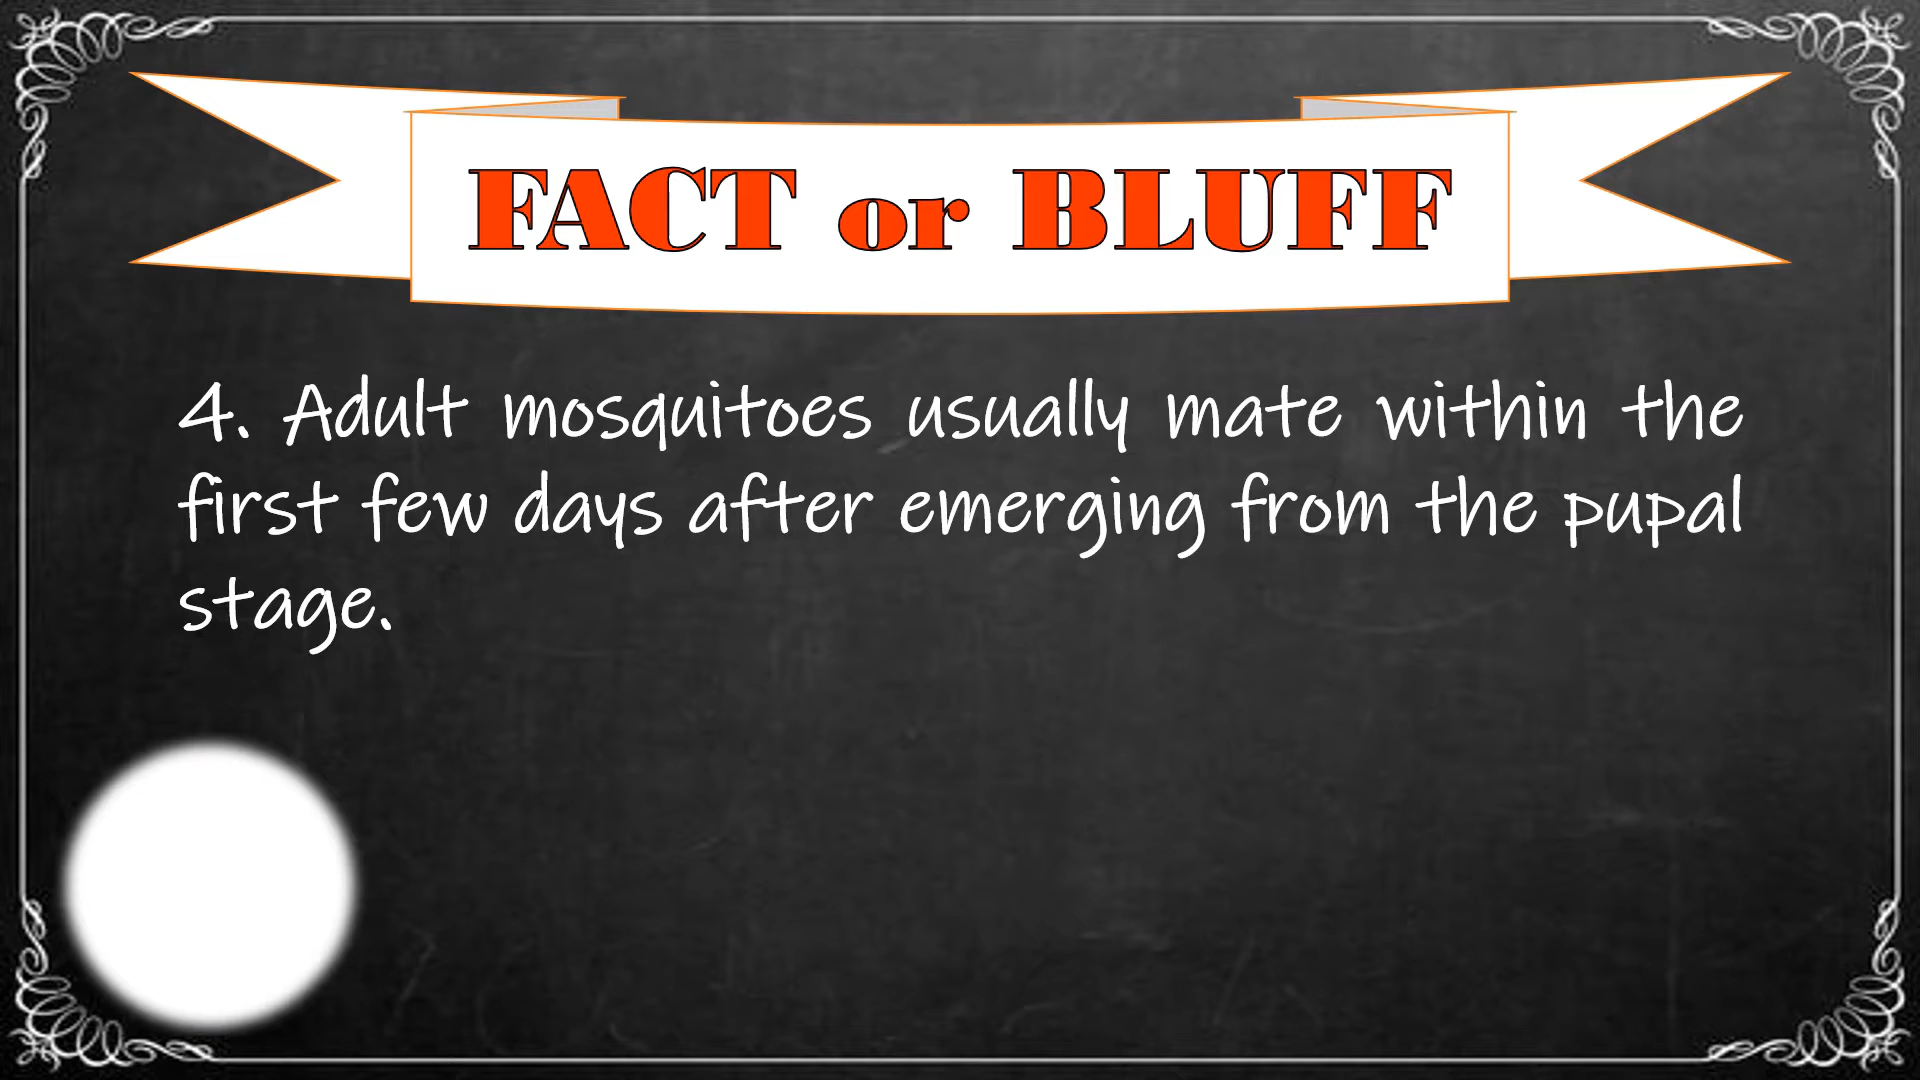 FACT or BLUFF
4. Adult mosquitoes usually mate within the
first few days after emerging from the pupal
stage.